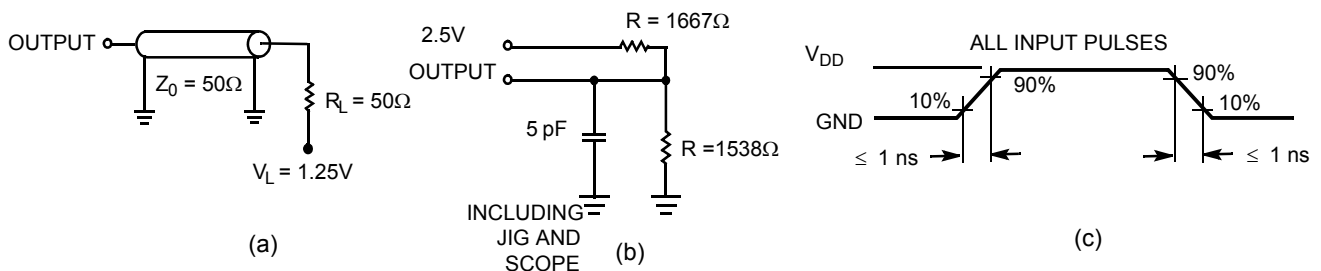 OUTPUT
Z0 = 50Ω
RL = 50Ω
VL = 1.25V
(a)
R = 1667Ω
2.5V
OUTPUT
5 pF
R =1538Ω
INCLUDING
JIG AND
SCOPE
(b)
ALL INPUT PULSES
VDD
90%
90%
10%
10%
GND
≤ 1 ns
≤ 1 ns
(c)